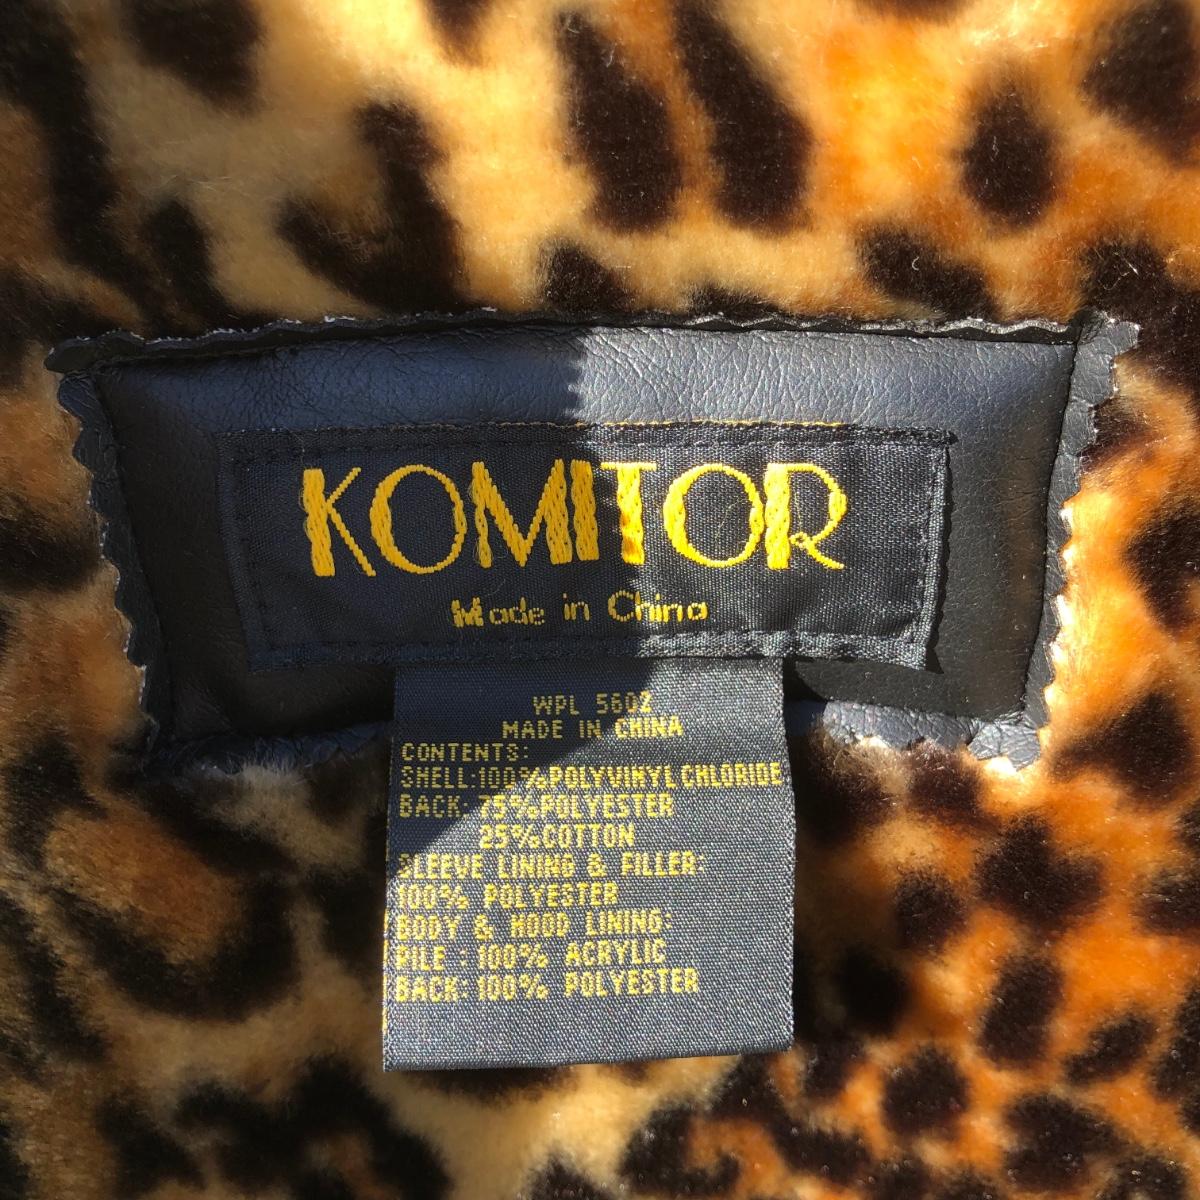 KOMITOR
Made in China
WPL 5602
MADE IN CHINA
CONTENTS:
SHELL:100%POLYVINYL CHLORIDE
BACK: 75%POLYESTER
25%COTTON
SLEEVE LINING & FILLER:
100% POLYESTER
BODY & HOOD LINING:
PILE : 100% ACRYLIC
BACK: 100% POLYESTER